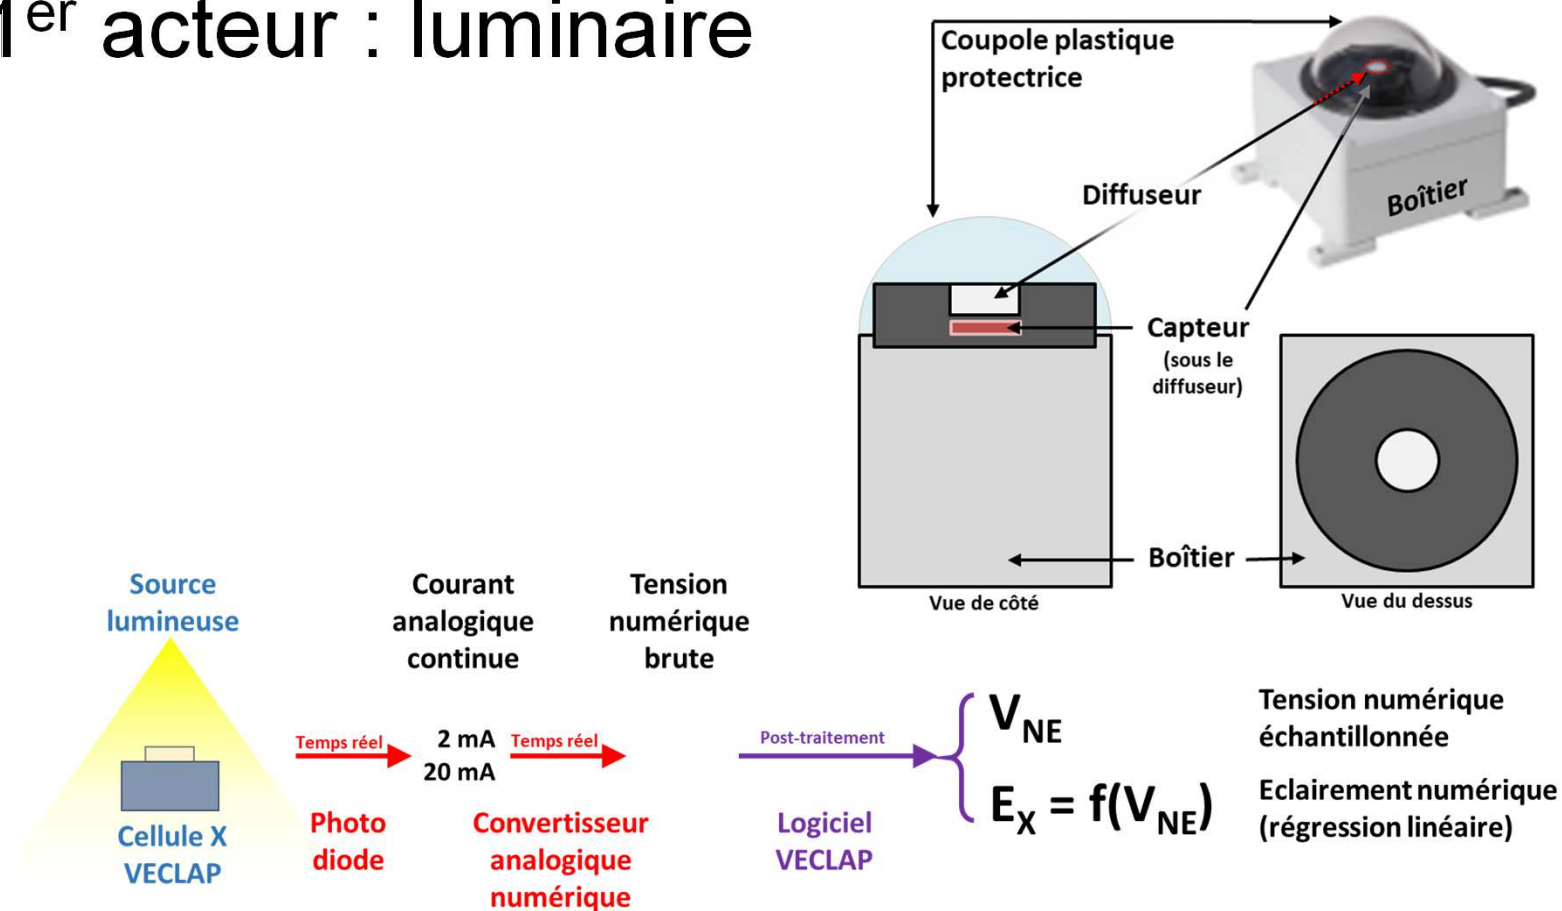 1er acteur : luminaire
Coupole plastique
protectrice
Diffuseur
Boîtier
Capteur
(sous le
diffuseur)
Boîtier
Vue de côté
Vue du dessus
Source
lumineuse
Cellule X
VECLAP
Temps réel
Photo
diode
Courant
analogique
continue
2 mA
20 mA
Temps réel
Convertisseur
analogique
numérique
Tension
numérique
brute
Post-traitement
Logiciel
VECLAP
VNE
EX = f(VNE)
Tension numérique
échantillonnée
Eclairement numérique
(régression linéaire)